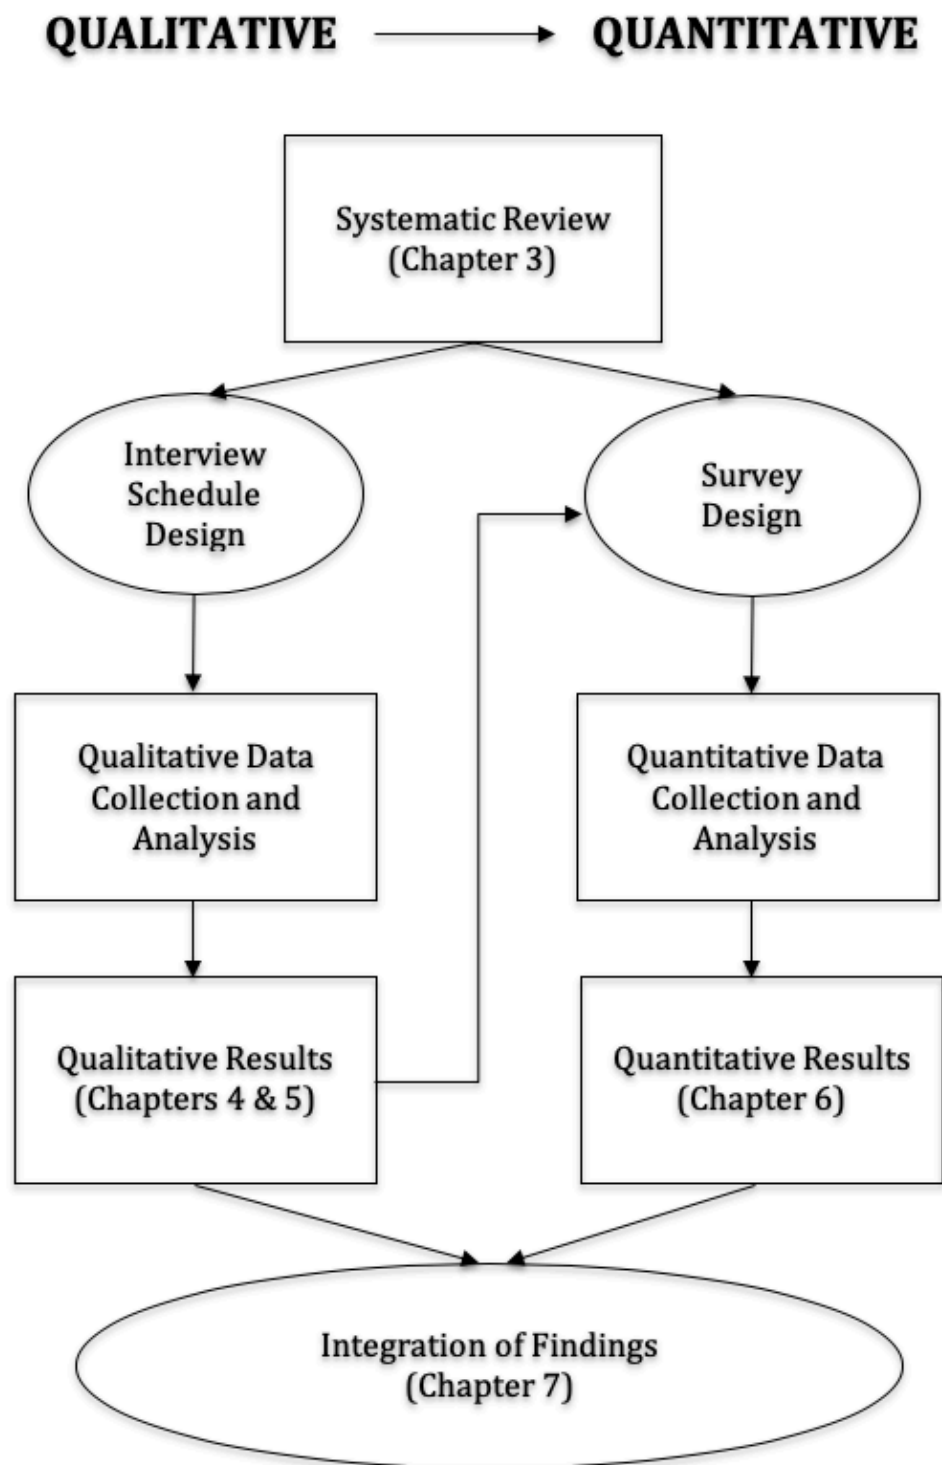 QUALITATIVE QUANTITATIVE
Systematic Review
(Chapter 3)
Interview
Schedule
Design
Survey
Design
Qualitative Data
Collection and
Analysis
Quantitative Data
Collection and
Analysis
Qualitative Results
(Chapters 4 & 5)
Quantitative Results
(Chapter 6)
Integration of Findings
(Chapter 7)